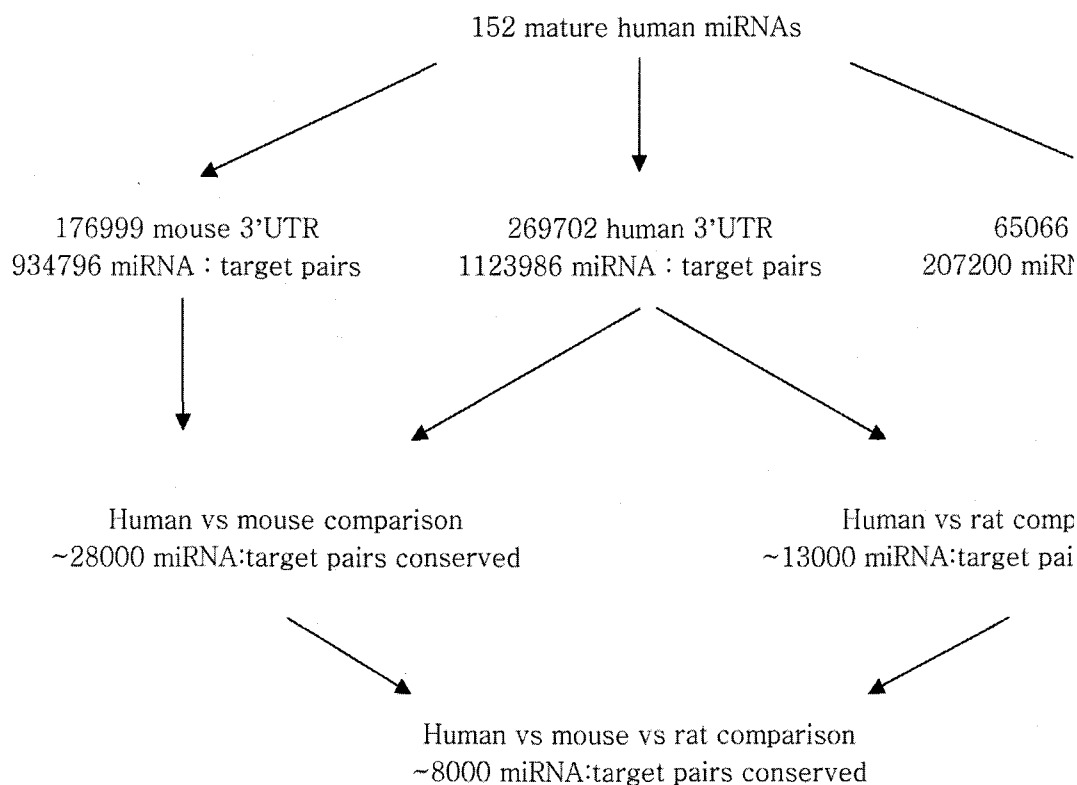 152 mature human miRNAs
176999 mouse 3'UTR
934796 miRNA : target pairs
269702 human 3'UTR
1123986 miRNA : target pairs
65066
207200
Human vs mouse comparison
~28000 miRNA:target pairs conserved
Human vs rat
~13000 miRNA:target
Human vs mouse vs rat comparison
~8000 miRNA:target pairs conserved